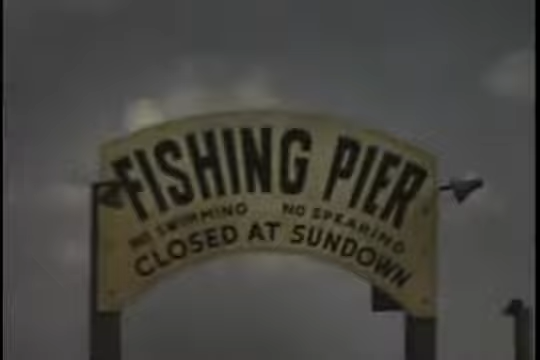 FISHING PIER
NO SWIMMING NO SPEARING
CLOSED AT SUNDOWN